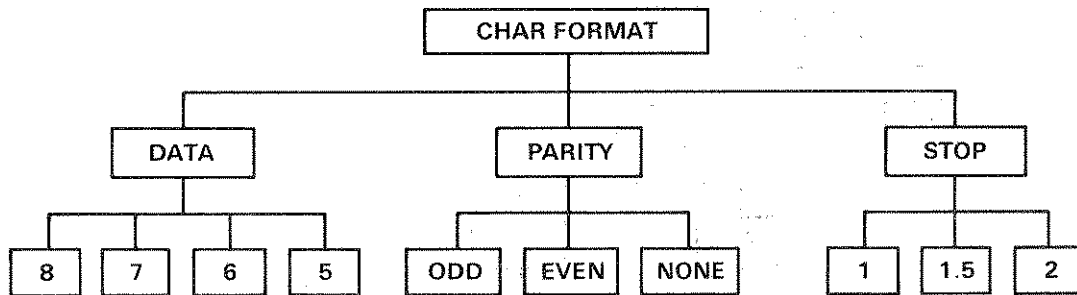 CHAR FORMAT
DATA PARITY STOP
8 7 6 5 ODD EVEN NONE 1 1.5 2